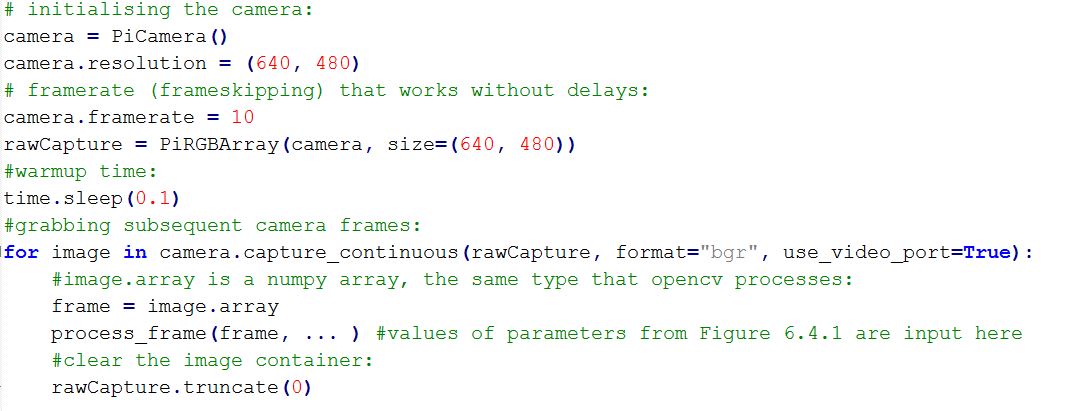 # initialising the camera:
camera = PiCamera()
camera.resolution = (640, 480)
# framerate (frameskipping) that works without delays:
camera.framerate = 10
rawCapture = PiRGBArray(camera, size=(640, 480))
#warmup time:
time.sleep(0.1)
#grabbing subsequent camera frames:
for image in camera.capture_continuous(rawCapture, format="bgr", use_video_port=True):
    #image.array is a numpy array, the same type that opencv processes:
    frame = image.array
    process_frame(frame, ... ) #values of parameters from Figure 6.4.1 are input here
    #clear the image container:
    rawCapture.truncate(0)